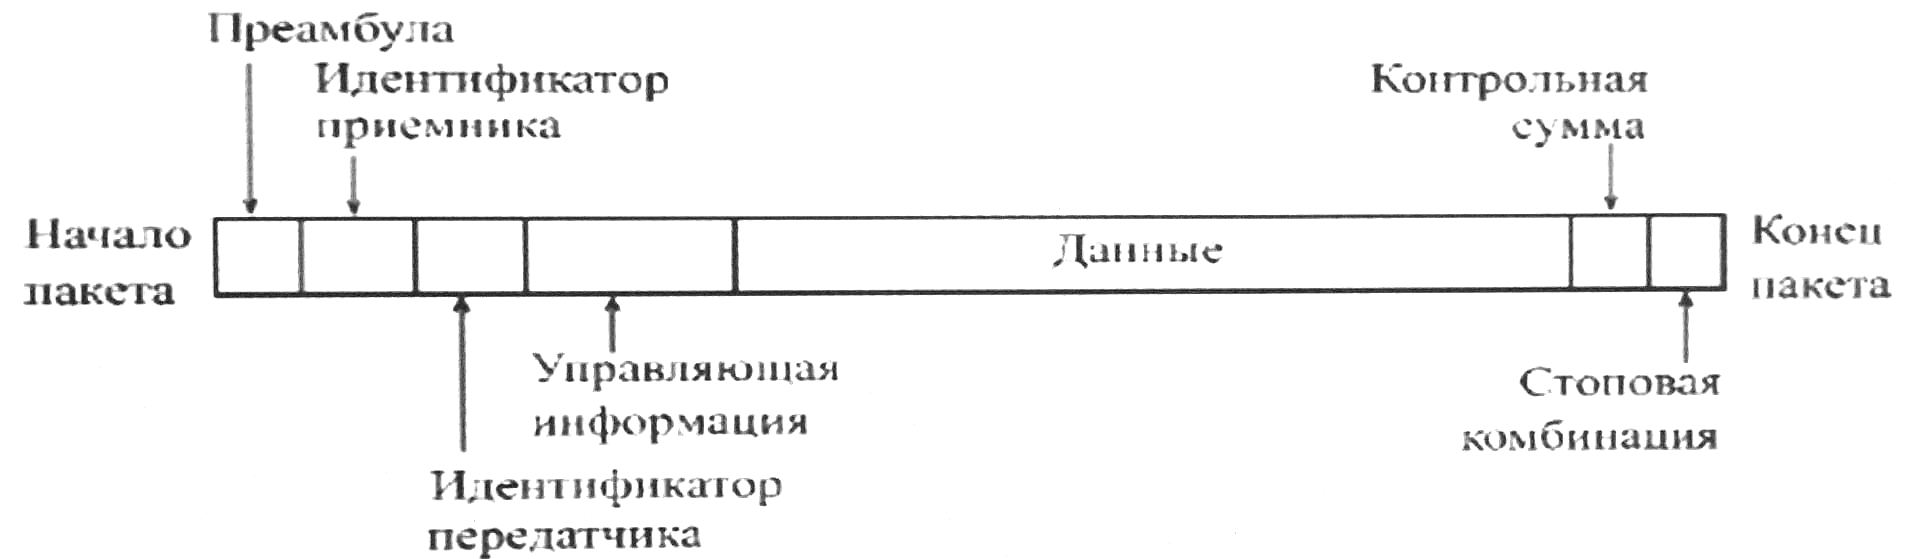 Преамбула
Идентификатор
приемника
Контрольная
сумма
Начало
пакета
Данные
Конец
пакета
Управляющая
информация
Стоповая
комбинация
Идентификатор
передатчика